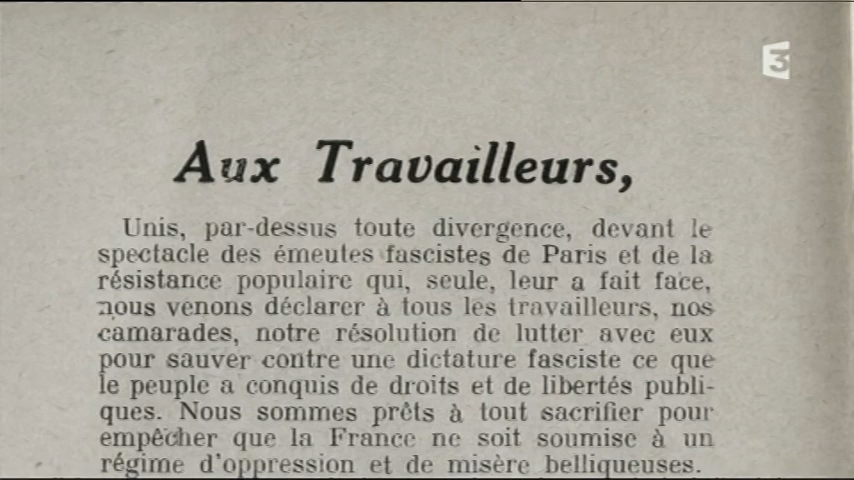 3
Aux Travailleurs,
Unis, par-dessus toute divergence, devant le
spectacle des émeutes fascistes de Paris et de la
résistance populaire qui, seule, leur a fait face,
nous venons déclarer à tous les travailleurs, nos
camarades, notre résolution de lutter avec eux
pour sauver contre une dictature fasciste ce que
le peuple a conquis de droits et de libertés publi-
ques. Nous sommes prêts à tout sacrifier pour
empêcher que la France ne soit soumise à un
régime d'oppression et de misère belliqueuses.